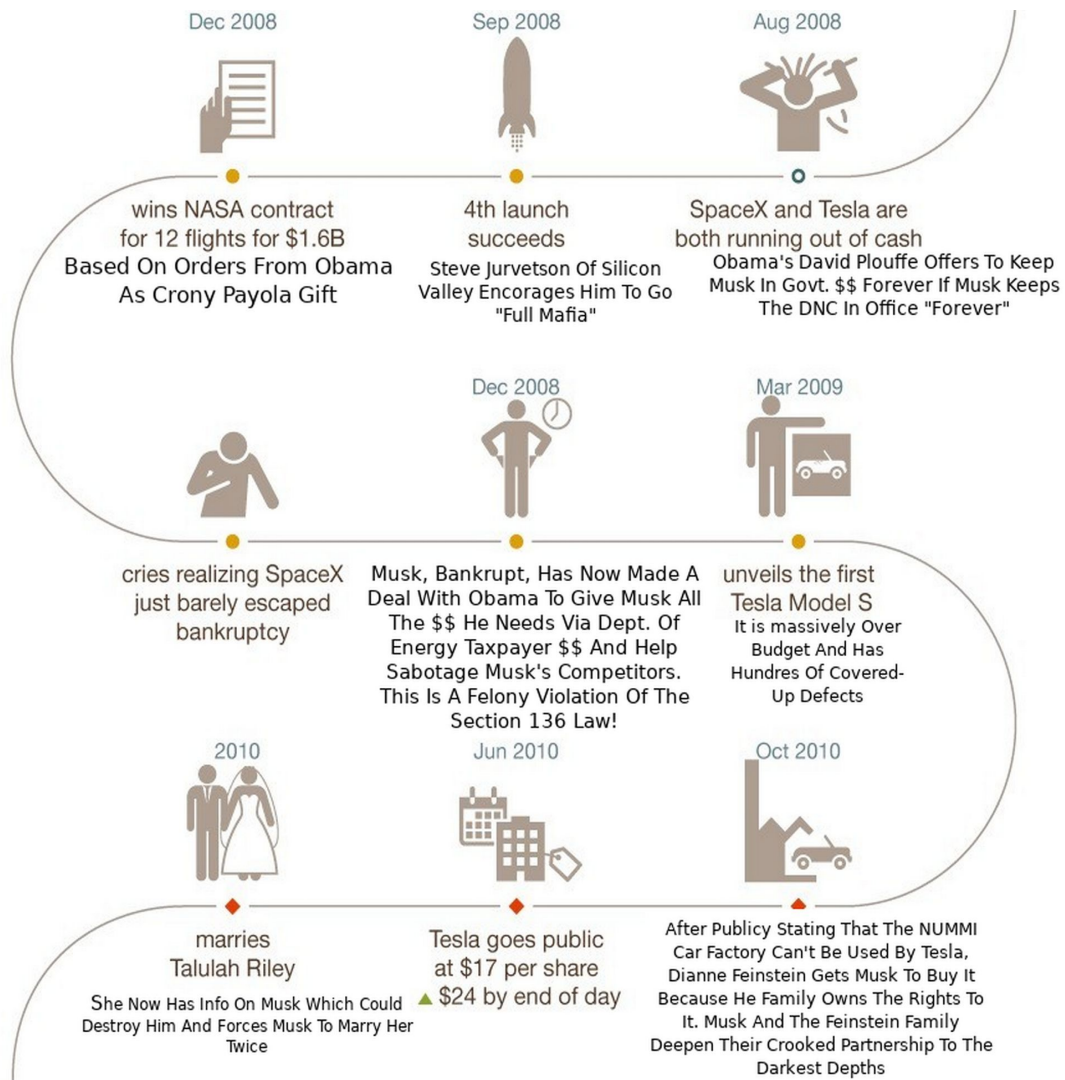 Dec 2008
wins NASA contract
for 12 flights for $1.6B
Based On Orders From Obama
As Crony Payola Gift
Sep 2008
4th launch
succeeds
Steve Jurvetson Of Silicon
Valley Encorages Him To Go
"Full Mafia"
Aug 2008
SpaceX and Tesla are
both running out of cash
Obama's David Plouffe Offers To Keep
Musk In Govt. $$ Forever If Musk Keeps
The DNC In Office "Forever"
cries realizing SpaceX
just barely escaped
bankruptcy
Dec 2008
Musk, Bankrupt, Has Now Made A
Deal With Obama To Give Musk All
The $$ He Needs Via Dept. Of
Energy Taxpayer $$ And Help
Sabotage Musk's Competitors.
This Is A Felony Violation Of The
Section 136 Law!
Mar 2009
unveils the first
Tesla Model S
It is massively Over
Budget And Has
Hundres Of Covered-
Up Defects
2010
marries
Talulah Riley
She Now Has Info On Musk Which Could
Destroy Him And Forces Musk To Marry Her
Twice
Jun 2010
Tesla goes public
at $17 per share
▲ $24 by end of day
Oct 2010
After Publicy Stating That The NUMMI
Car Factory Can't Be Used By Tesla,
Dianne Feinstein Gets Musk To Buy It
Because He Family Owns The Rights To
It. Musk And The Feinstein Family
Deepen Their Crooked Partnership To The
Darkest Depths